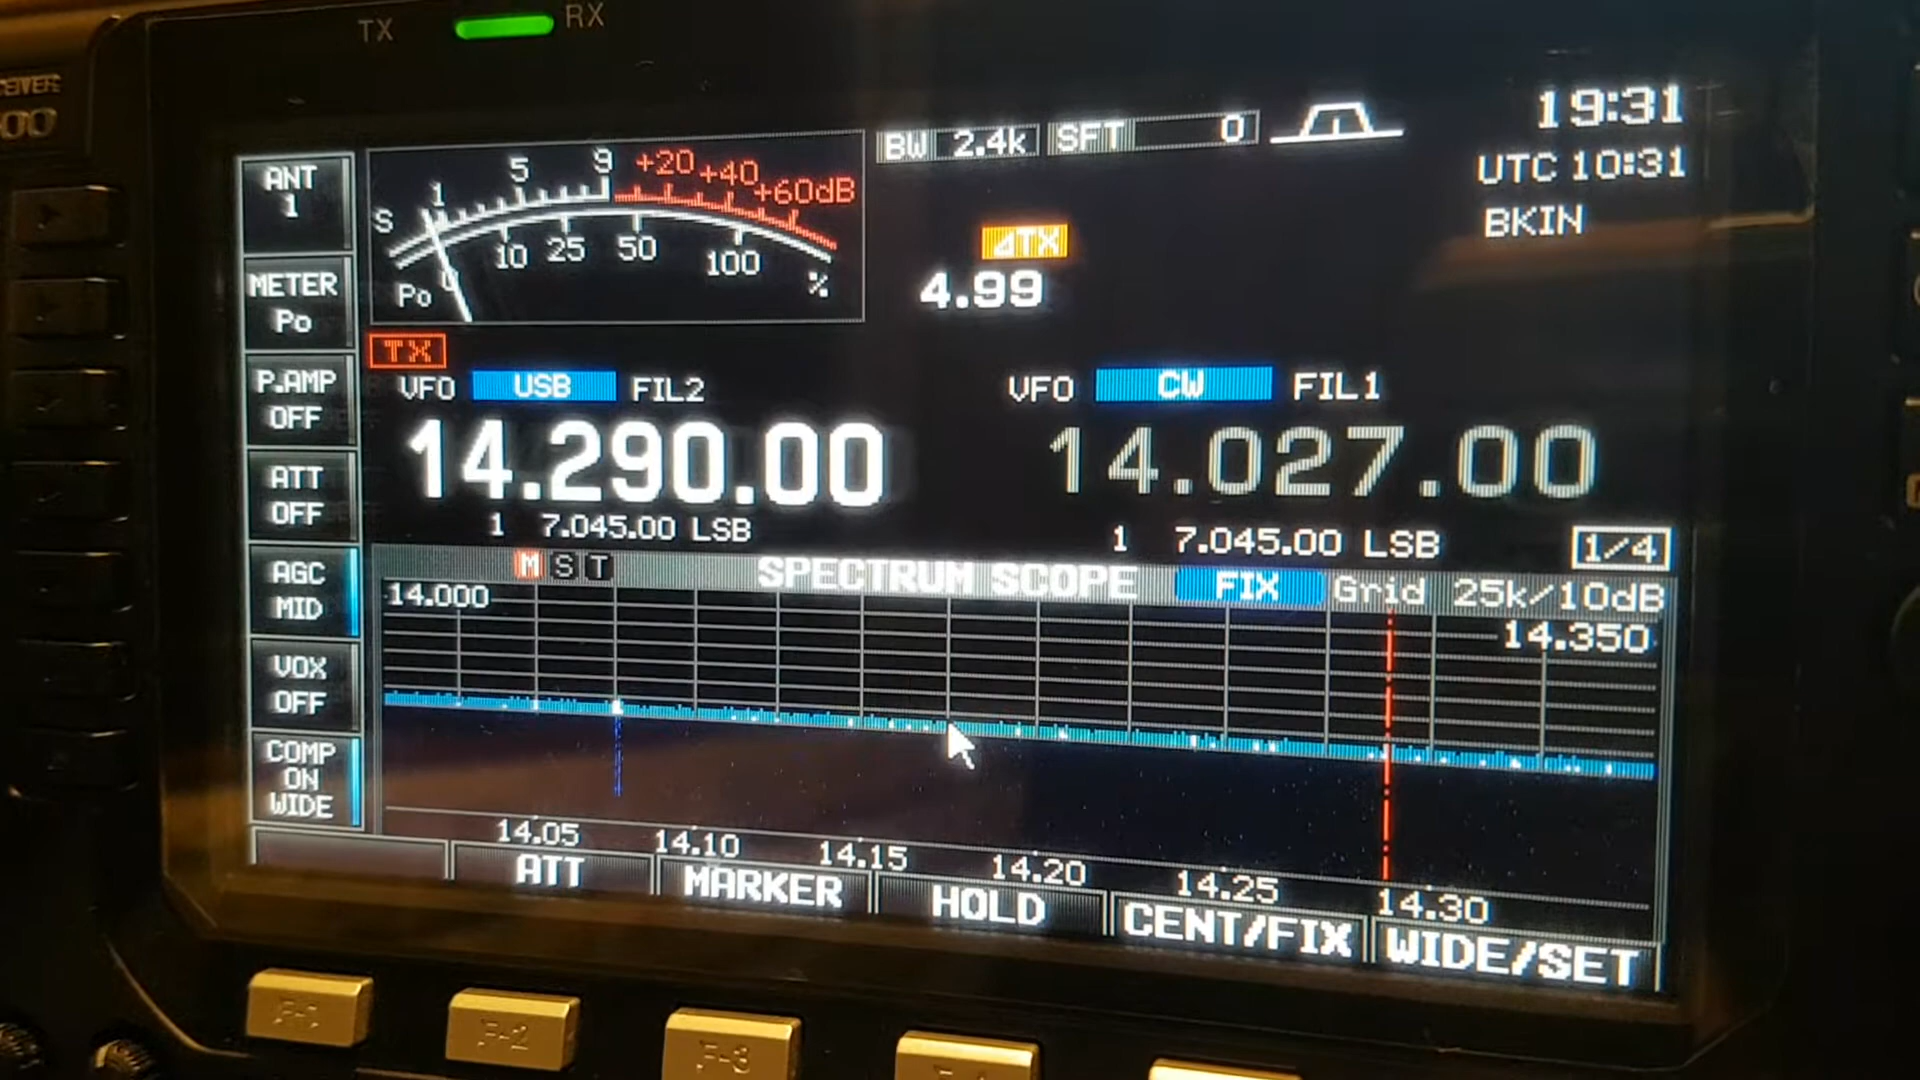 TX RX
19:31
BW 2.4k SFT 0
UTC 10:31
BKIN
ANT
1
S 1 5 9 +20 +40 +60dB
0 10 25 50 100 %
Po
⊿TX
4.99
METER
Po
TX
VFO USB FIL2
VFO CW FIL1
P.AMP
OFF
14.290.00
14.027.00
ATT
OFF
1 7.045.00 LSB
1 7.045.00 LSB
1/4
M S T SPECTRUM SCOPE FIX Grid 25k/10dB
AGC
MID
14.000
14.350
VOX
OFF
COMP
ON
WIDE
14.05 14.10 14.15 14.20 14.25 14.30
ATT MARKER HOLD CENT/FIX WIDE/SET
F-2 F-3